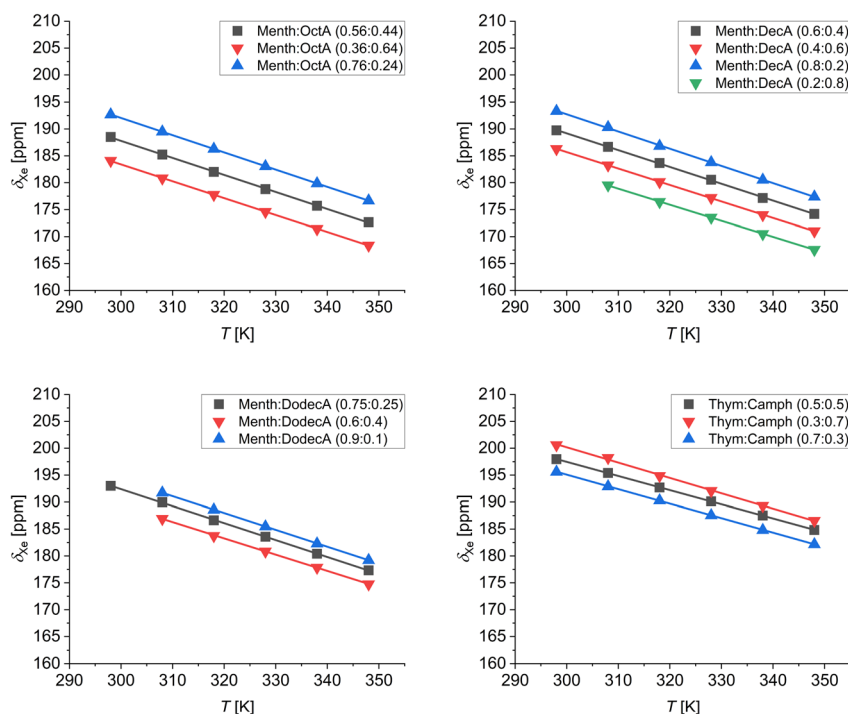 Menth:OctA (0.56:0.44)
Menth:OctA (0.36:0.64)
Menth:OctA (0.76:0.24)
210
205
200
195
190
185
180
175
170
165
160
δXe [ppm]
290 300 310 320 330 340 350
T [K]
Menth:DecA (0.6:0.4)
Menth:DecA (0.4:0.6)
Menth:DecA (0.8:0.2)
Menth:DecA (0.2:0.8)
210
205
200
195
190
185
180
175
170
165
160
δXe [ppm]
290 300 310 320 330 340 350
T [K]
Menth:DodecA (0.75:0.25)
Menth:DodecA (0.6:0.4)
Menth:DodecA (0.9:0.1)
210
205
200
195
190
185
180
175
170
165
160
δXe [ppm]
290 300 310 320 330 340 350
T [K]
Thym:Camph (0.5:0.5)
Thym:Camph (0.3:0.7)
Thym:Camph (0.7:0.3)
210
205
200
195
190
185
180
175
170
165
160
δXe [ppm]
290 300 310 320 330 340 350
T [K]